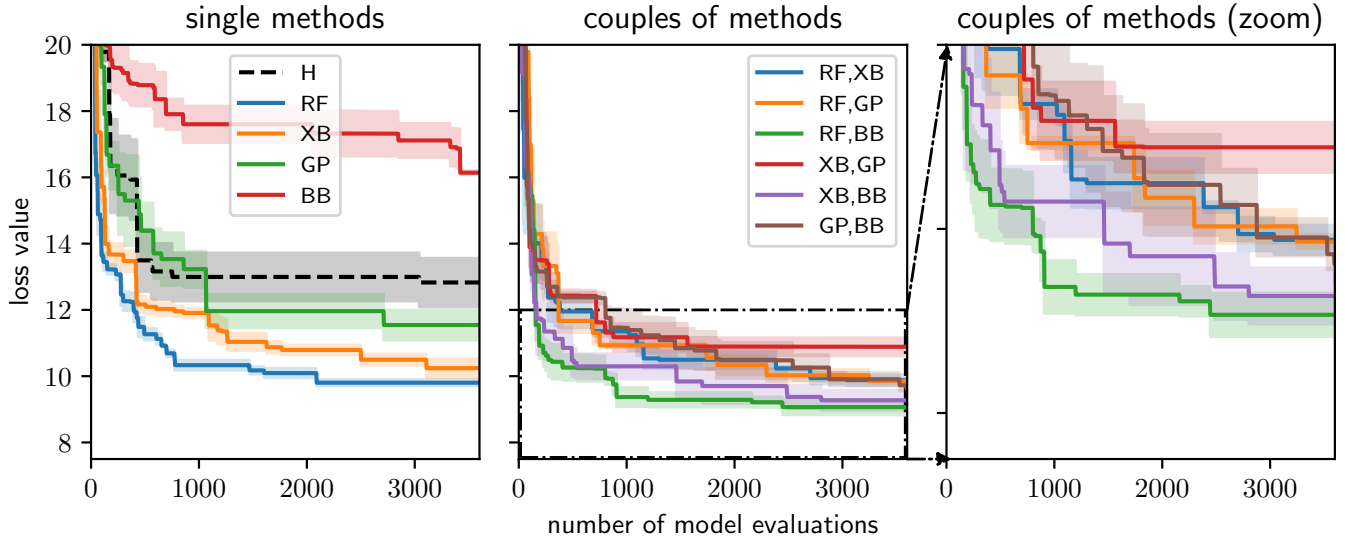 single methods
couples of methods
couples of methods (zoom)
loss value
20
18
16
14
12
10
8
H
RF
XB
GP
BB
RF,XB
RF,GP
RF,BB
XB,GP
XB,BB
GP,BB
0 1000 2000 3000
0 1000 2000 3000
0 1000 2000 3000
number of model evaluations